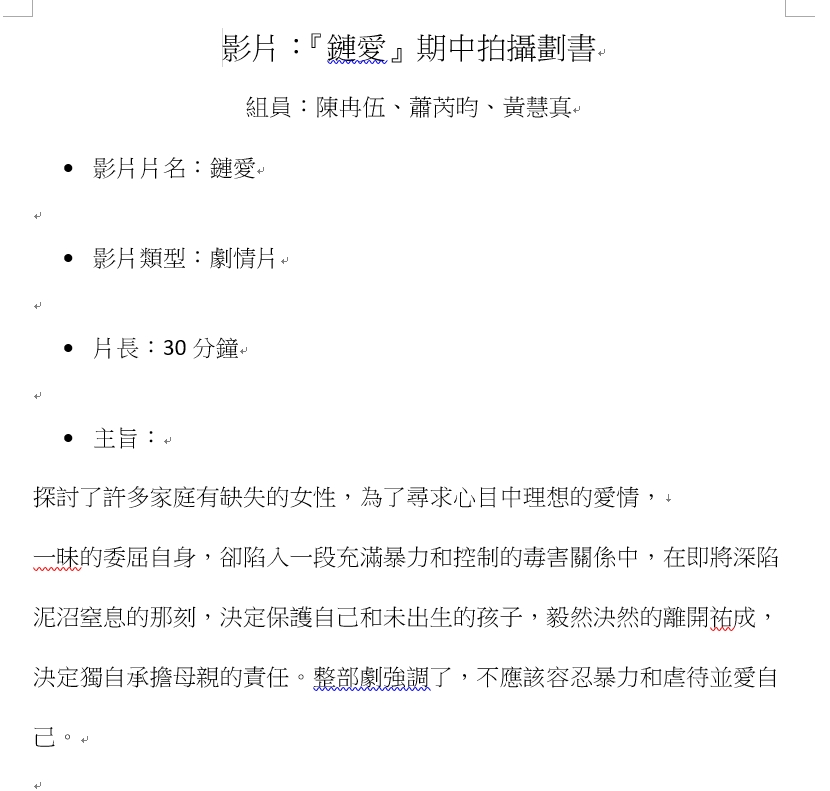 影片：『鏈愛』期中拍攝劃書
組員：陳冉伍、蕭芮昀、黃慧真
• 影片片名：鏈愛
• 影片類型：劇情片
• 片長：30 分鐘
• 主旨：
探討了許多家庭有缺失的女性，為了尋求心目中理想的愛情，
一昧的委屈自身，卻陷入一段充滿暴力和控制的毒害關係中，在即將深陷
泥沼窒息的那刻，決定保護自己和未出生的孩子，毅然決然的離開祐成，
決定獨自承擔母親的責任。整部劇強調了，不應該容忍暴力和虐待並愛自
己。